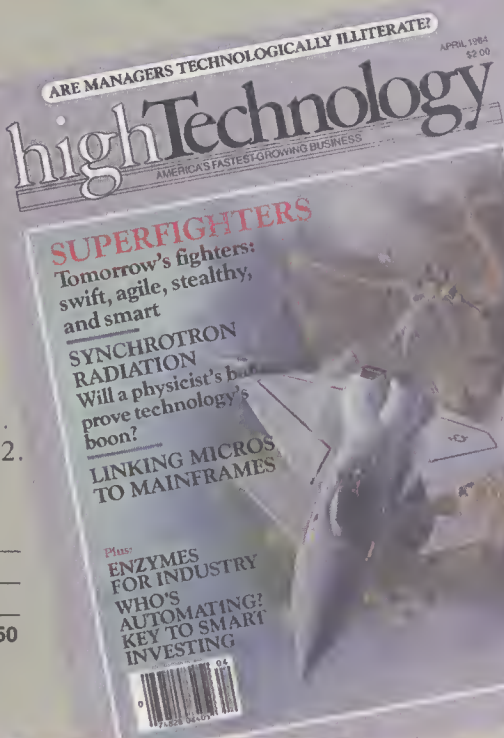 ARE MANAGERS TECHNOLOGICALLY ILLITERATE?
APRIL 1984
$2.00
highTechnology
AMERICA'S FASTEST-GROWING BUSINESS
SUPERFIGHTERS
Tomorrow's fighters:
swift, agile, stealthy,
and smart
SYNCHROTRON
RADIATION
Will a physicist's
prove technology's
boon?
LINKING MICROS
TO MAINFRAMES
Plus:
ENZYMES
FOR INDUSTRY
WHO'S
AUTOMATING?
KEY TO SMART
INVESTING
04
0
2.
50